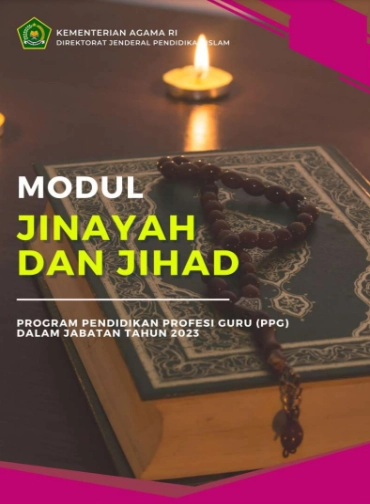 KEMENTERIAN AGAMA RI
DIREKTORAT JENDERAL PENDIDIKAN ISLAM
MODUL
JINAYAH
DAN JIHAD
PROGRAM PENDIDIKAN PROFESI GURU (PPG)
DALAM JABATAN TAHUN 2023